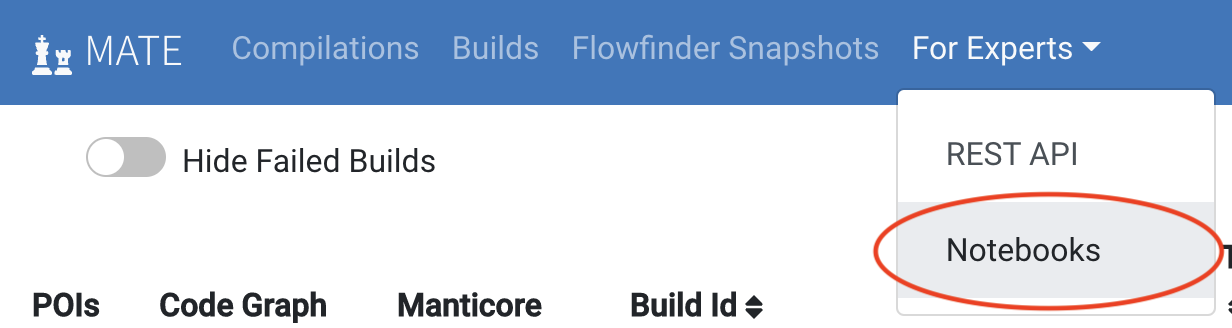 MATE Compilations Builds Flowfinder Snapshots For Experts
REST API
Hide Failed Builds
Notebooks
POIs Code Graph Manticore Build Id